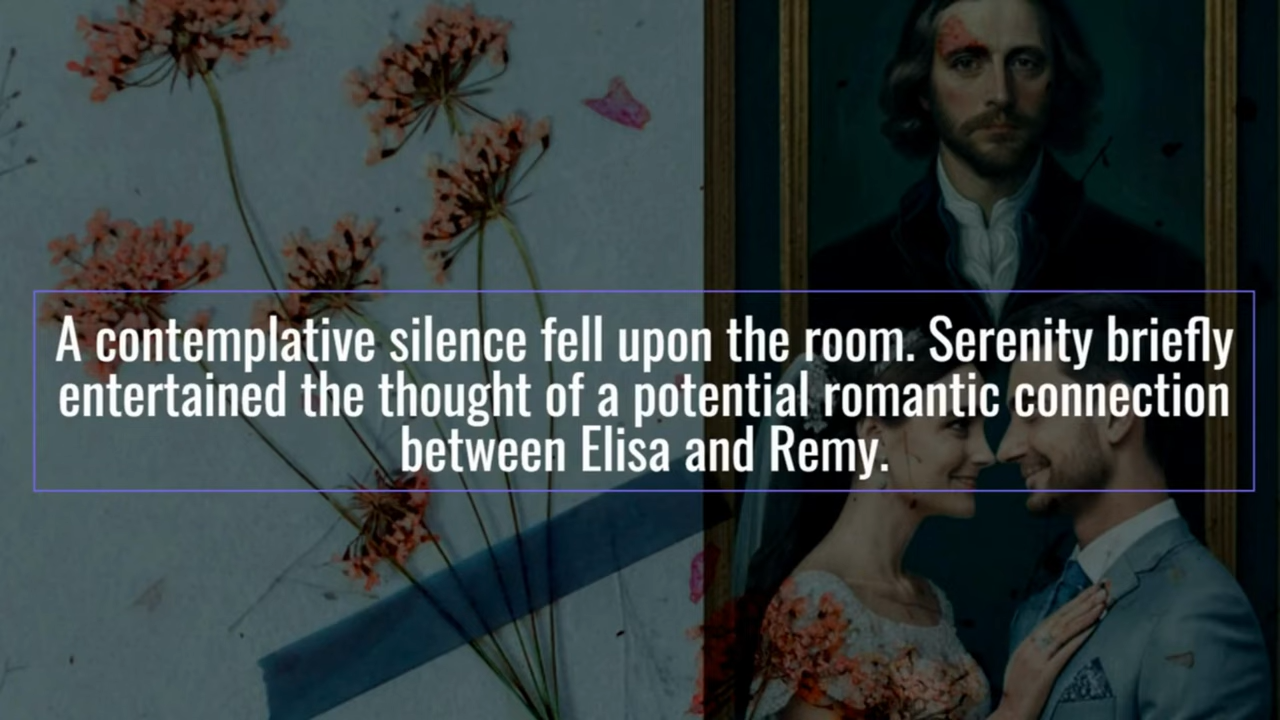 A contemplative silence fell upon the room. Serenity briefly
entertained the thought of a potential romantic connection
between Elisa and Remy.